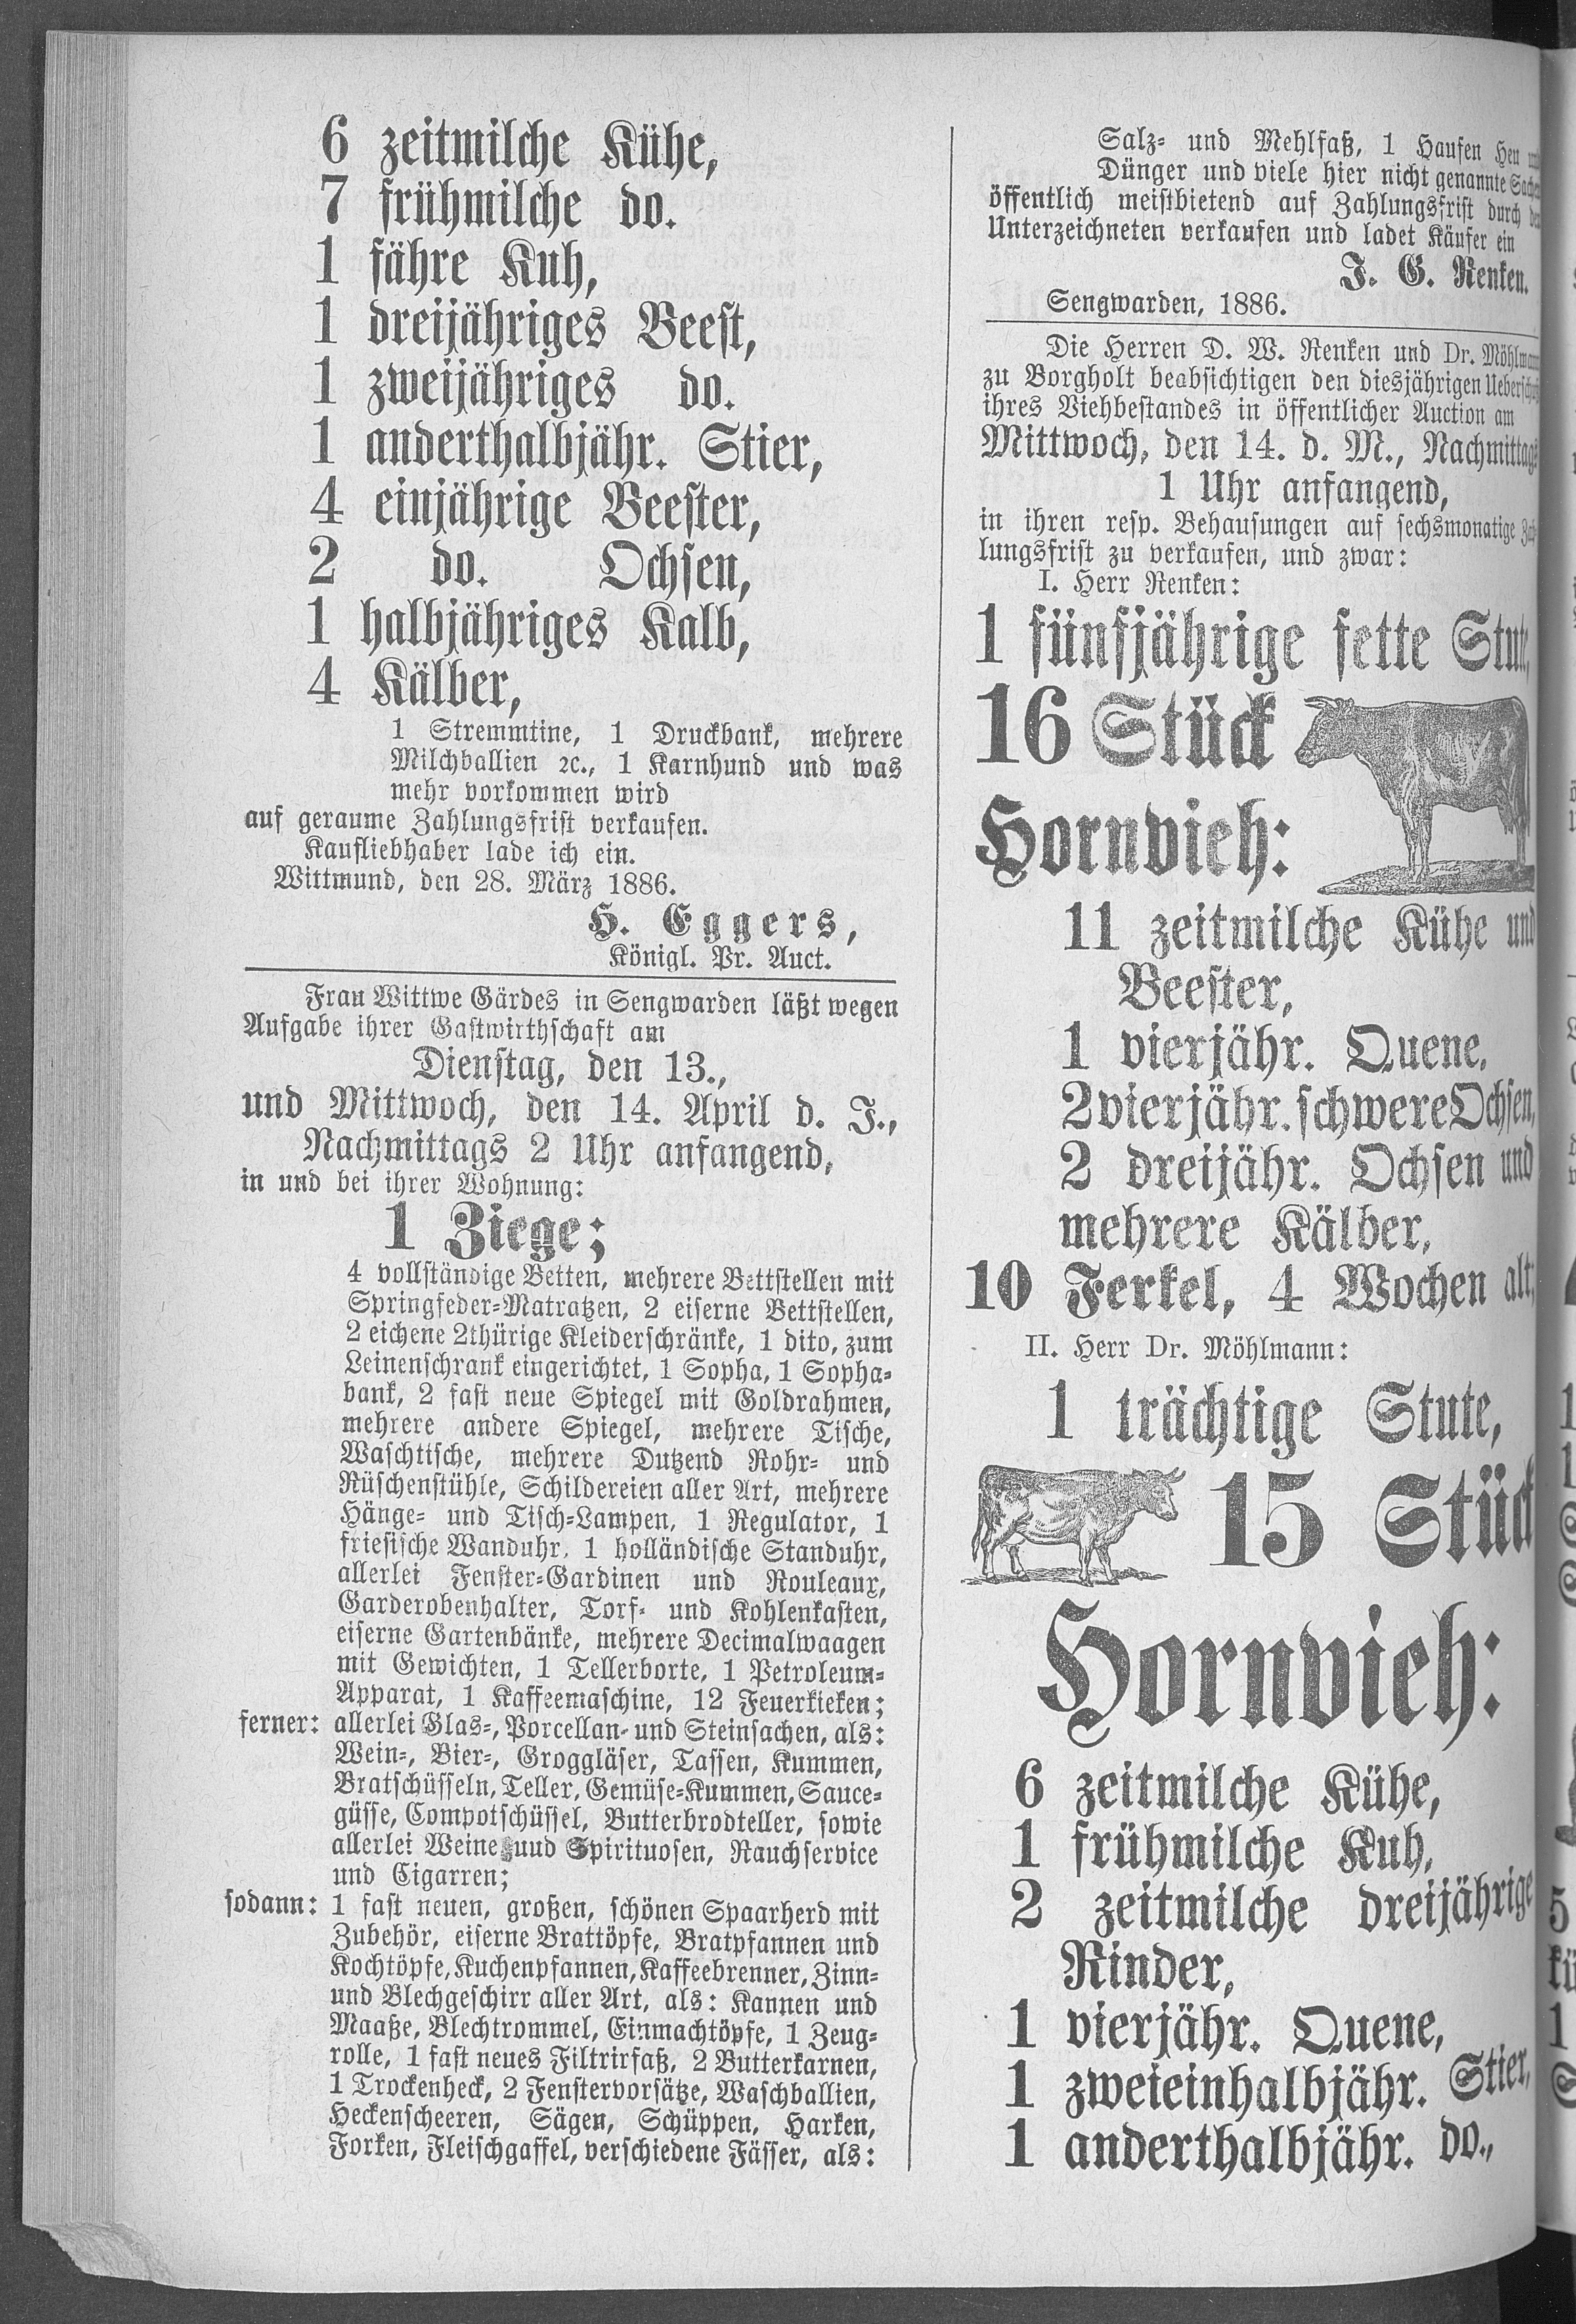 6 zeitmilche Kühe,
7 frühmilche do.
1 fähre Kuh,
1 dreijähriges Beest,
1 zweijähriges do.
1 anderthalbjähr. Stier,
4 einjährige Beester,
2 do. Ochsen,
1 halbjähriges Kalb,
4 Kälber,
1 Stremmtine, 1 Druckbank, mehrere
Milchballien ꝛc., 1 Karnhund und was
mehr vorkommen wird
auf geraume Zahlungsfrist verkaufen.
Kaufliebhaber lade ich ein.
Wittmund, den 28. März 1886.
H. Eggers,
Königl. Pr. Auct.
Frau Wittwe Gärdes in Sengwarden läßt wegen
Aufgabe ihrer Gastwirthschaft am
Dienstag, den 13.,
und Mittwoch, den 14. April d. J.,
Nachmittags 2 Uhr anfangend,
in und bei ihrer Wohnung:
1 Ziege;
4 vollständige Betten, mehrere Bettstellen mit
Springfeder-Matratzen, 2 eiserne Bettstellen,
2 eichene 2thürige Kleiderschränke, 1 dito, zum
Leinenschrank eingerichtet, 1 Sopha, 1 Sopha-
bank, 2 fast neue Spiegel mit Goldrahmen,
mehrere andere Spiegel, mehrere Tische,
Waschtische, mehrere Dutzend Rohr- und
Rüschenstühle, Schildereien aller Art, mehrere
Hänge- und Tisch-Lampen, 1 Regulator, 1
friesische Wanduhr, 1 holländische Standuhr,
allerlei Fenster-Gardinen und Rouleaux,
Garderobenhalter, Torf- und Kohlenkasten,
eiserne Gartenbänke, mehrere Decimalwaagen
mit Gewichten, 1 Tellerborte, 1 Petroleum-
Apparat, 1 Kaffeemaschine, 12 Feuerkieken;
ferner: allerlei Glas-, Porcellan- und Steinsachen, als:
Wein-, Bier-, Groggläser, Tassen, Kummen,
Bratschüsseln, Teller, Gemüse-Kummen, Sauce-
güsse, Compotschüssel, Butterbrodteller, sowie
allerlei Weine uud Spirituosen, Rauchservice
und Cigarren;
sodann: 1 fast neuen, großen, schönen Spaarherd mit
Zubehör, eiserne Brattöpfe, Bratpfannen und
Kochtöpfe, Kuchenpfannen, Kaffeebrenner, Zinn-
und Blechgeschirr aller Art, als: Kannen und
Maaße, Blechtrommel, Einmachtöpfe, 1 Zeug-
rolle, 1 fast neues Filtrirfaß, 2 Butterkarnen,
1 Trockenheck, 2 Fenstervorsätze, Waschballien,
Heckenscheeren, Sägen, Schüppen, Harken,
Forken, Fleischgaffel, verschiedene Fässer, als:
Salz- und Mehlfaß, 1 Haufen Heu
Dünger und viele hier nicht genannte Sachen
öffentlich meistbietend auf Zahlungsfrist durch den
Unterzeichneten verkaufen und ladet Käufer ein
J. G. Renken.
Sengwarden, 1886.
Die Herren D. W. Renken und Dr. Möhlmann
zu Borgholt beabsichtigen den diesjährigen Ueberschuß
ihres Viehbestandes in öffentlicher Auction am
Mittwoch, den 14. d. M., Nachmittags
1 Uhr anfangend,
in ihren resp. Behausungen auf sechsmonatige Zah-
lungsfrist zu verkaufen, und zwar:
I. Herr Renken:
1 fünfjährige fette Stute,
16 Stück
Hornvieh:
11 zeitmilche Kühe und
Beester,
1 vierjähr. Quene,
2 vierjähr. schwere Ochsen,
2 dreijähr. Ochsen und
mehrere Kälber,
10 Ferkel, 4 Wochen alt;
II. Herr Dr. Möhlmann:
1 trächtige Stute,
15 Stück
Hornvieh:
6 zeitmilche Kühe,
1 frühmilche Kuh,
2 zeitmilche dreijährige
Rinder,
1 vierjähr. Quene,
1 zweieinhalbjähr. Stier,
1 anderthalbjähr. do.,